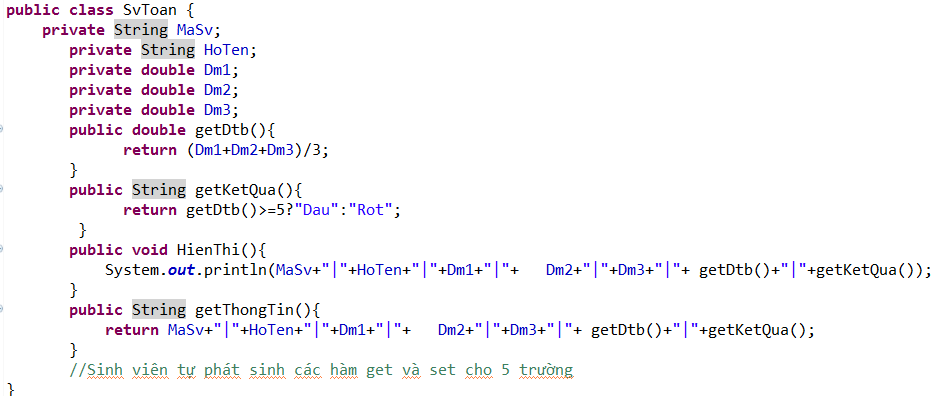 public class SvToan {
private String MaSv;
private String HoTen;
private double Dm1;
private double Dm2;
private double Dm3;
public double getDtb(){
return (Dm1+Dm2+Dm3)/3;
}
public String getKetQua(){
return getDtb()>=5?"Dau":"Rot";
}
public void HienThi(){
System.out.println(MaSv+"|"+HoTen+"|"+Dm1+"|"+ Dm2+"|"+Dm3+"|"+ getDtb()+"|"+getKetQua());
}
public String getThongTin(){
return MaSv+"|"+HoTen+"|"+Dm1+"|"+ Dm2+"|"+Dm3+"|"+ getDtb()+"|"+getKetQua();
}
//Sinh viên tự phát sinh các hàm get và set cho 5 trường
}